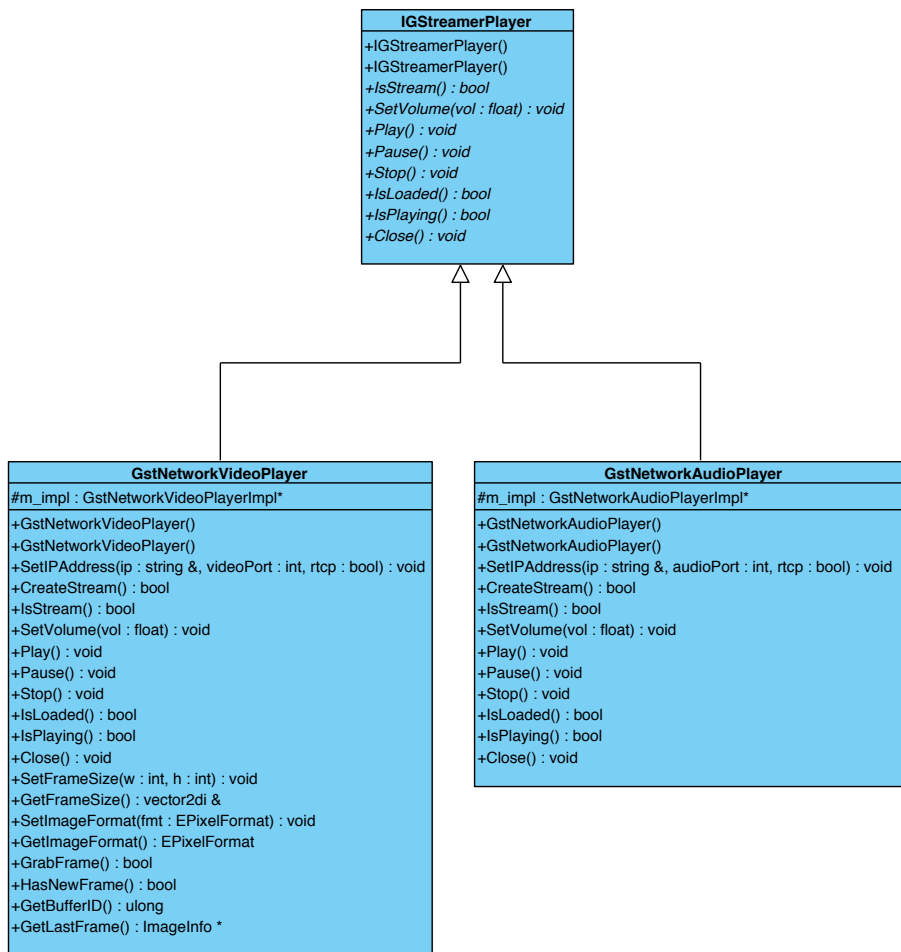 IGStreamerPlayer
+IGStreamerPlayer()
+IGStreamerPlayer()
+IsStream() : bool
+SetVolume(vol : float) : void
+Play() : void
+Pause() : void
+Stop() : void
+IsLoaded() : bool
+IsPlaying() : bool
+Close() : void
GstNetworkVideoPlayer
#m_impl : GstNetworkVideoPlayerImpl*
+GstNetworkVideoPlayer()
+GstNetworkVideoPlayer()
+SetIPAddress(ip : string &, videoPort : int, rtcp : bool) : void
+CreateStream() : bool
+IsStream() : bool
+SetVolume(vol : float) : void
+Play() : void
+Pause() : void
+Stop() : void
+IsLoaded() : bool
+IsPlaying() : bool
+Close() : void
+SetFrameSize(w : int, h : int) : void
+GetFrameSize() : vector2di &
+SetImageFormat(fmt : EPixelFormat) : void
+GetImageFormat() : EPixelFormat
+GrabFrame() : bool
+HasNewFrame() : bool
+GetBufferID() : ulong
+GetLastFrame() : ImageInfo *
GstNetworkAudioPlayer
#m_impl : GstNetworkAudioPlayerImpl*
+GstNetworkAudioPlayer()
+GstNetworkAudioPlayer()
+SetIPAddress(ip : string &, audioPort : int, rtcp : bool) : void
+CreateStream() : bool
+IsStream() : bool
+SetVolume(vol : float) : void
+Play() : void
+Pause() : void
+Stop() : void
+IsLoaded() : bool
+IsPlaying() : bool
+Close() : void